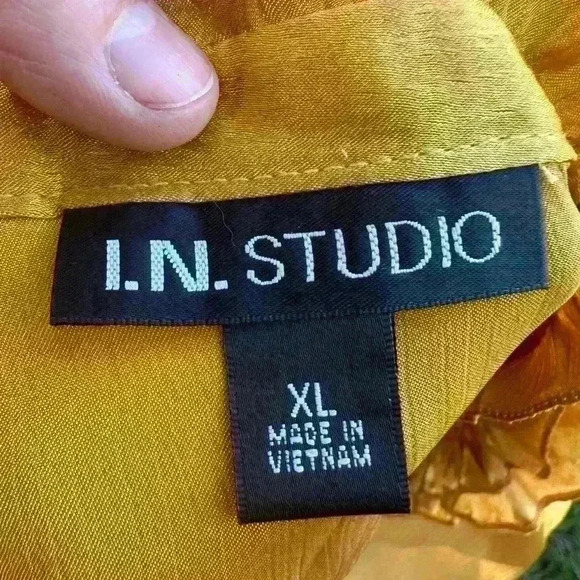 I.N. STUDIO
XL
MADE IN
VIETNAM